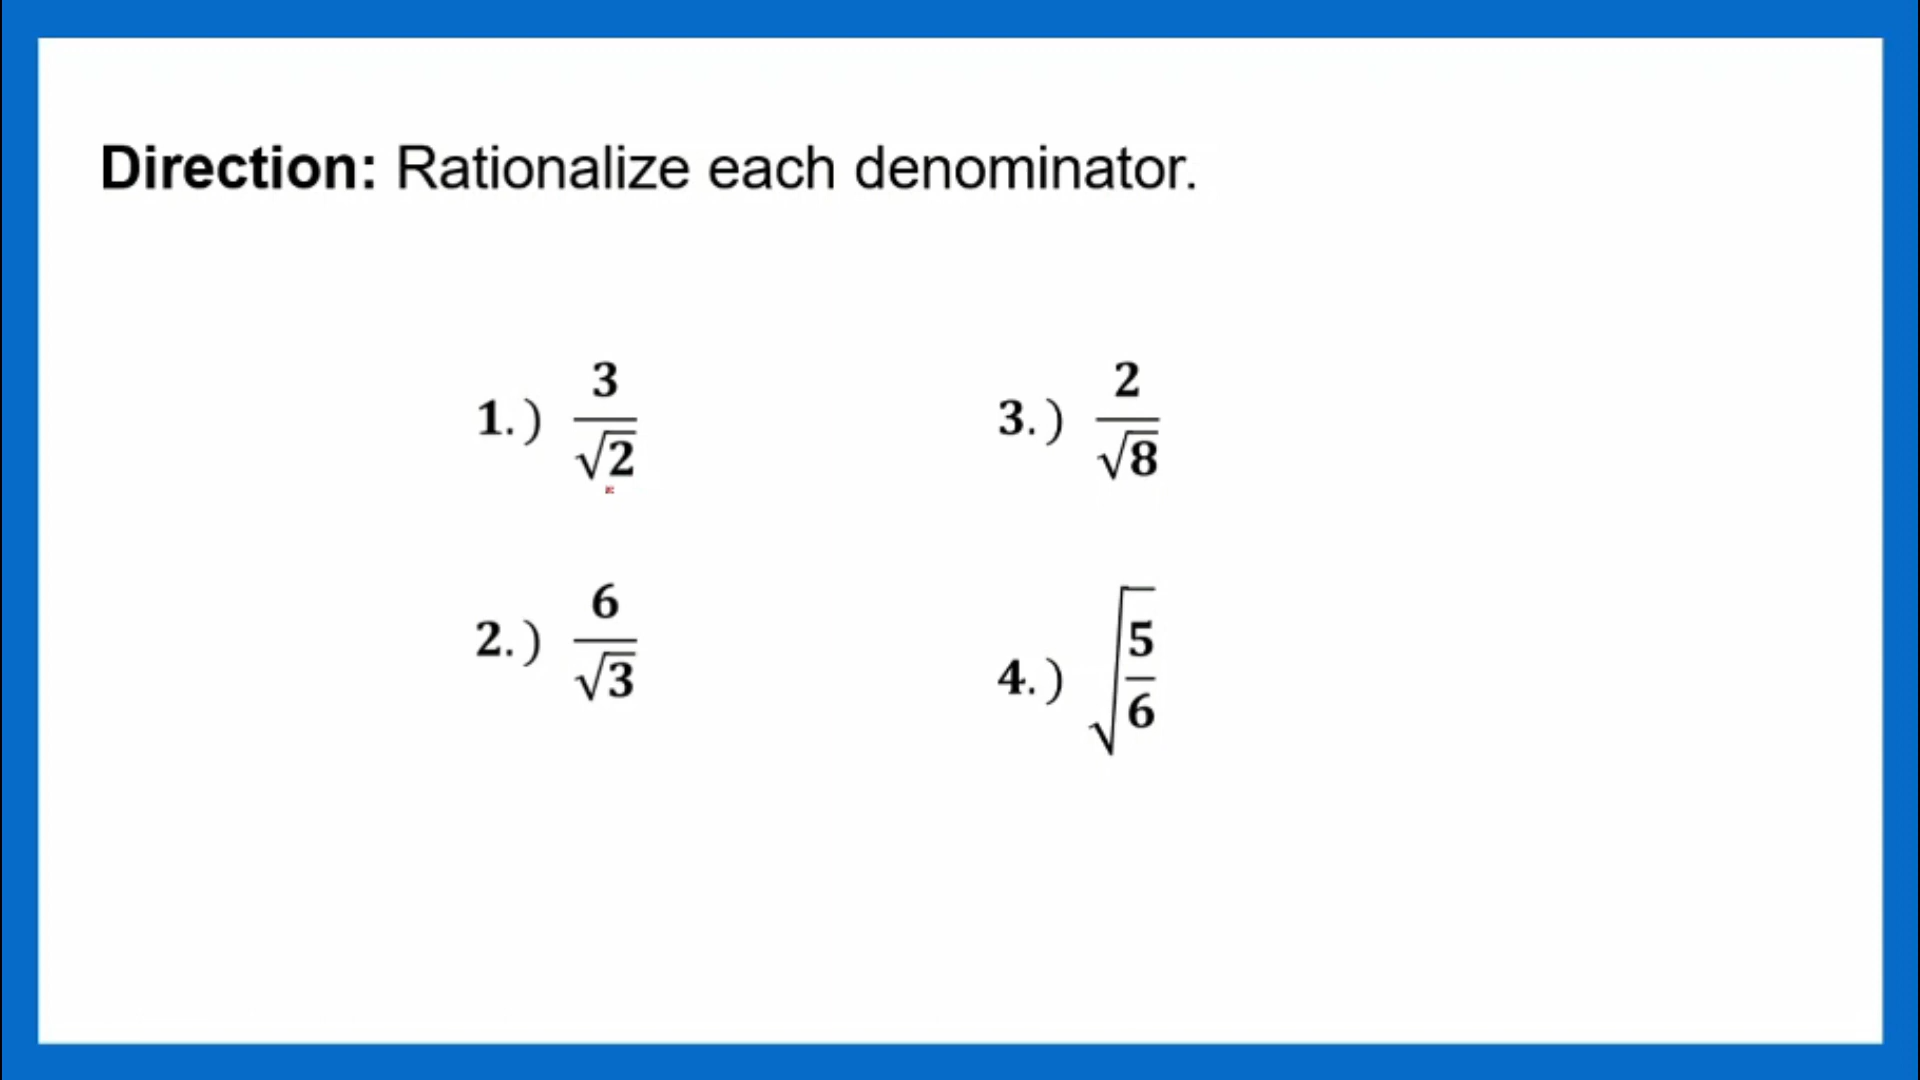 Direction: Rationalize each denominator.
1.) 3/√2
2.) 6/√3
3.) 2/√8
4.) √(5/6)